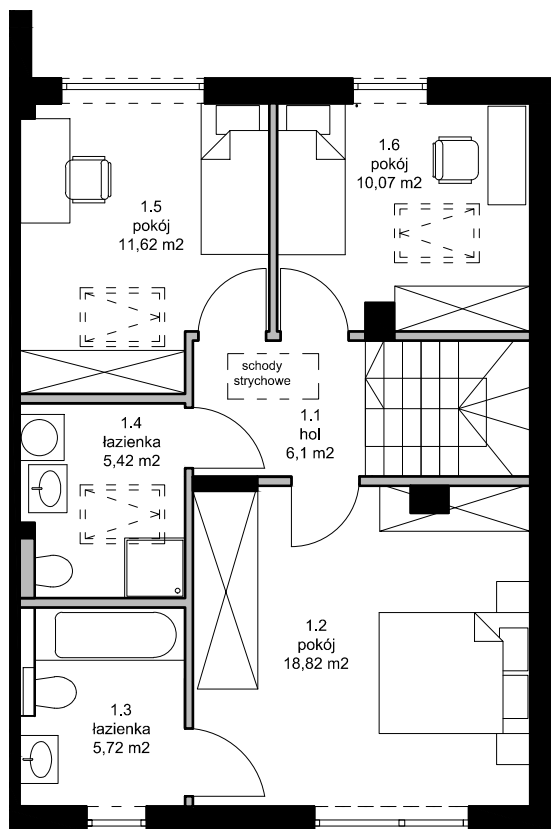 1.6
pokój
10,07 m2
1.5
pokój
11,62 m2
schody
strychowe
1.1
hol
6,1 m2
1.4
łazienka
5,42 m2
1.2
pokój
18,82 m2
1.3
łazienka
5,72 m2